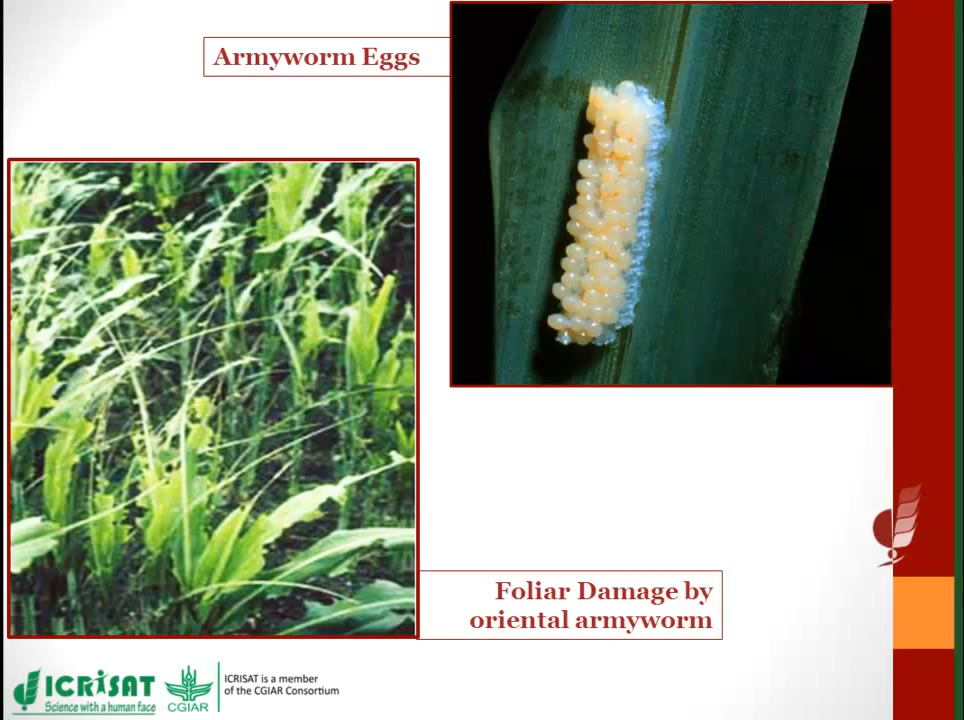 Armyworm Eggs
Foliar Damage by
oriental armyworm
ICRISAT
Science with a human face
CGIAR
ICRISAT is a member
of the CGIAR Consortium